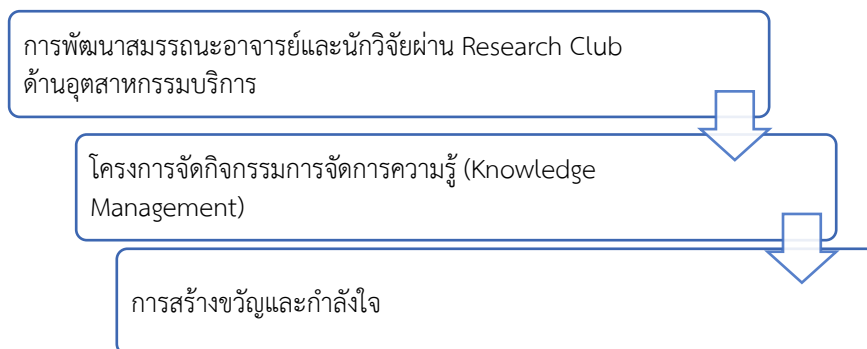 การพัฒนาสมรรถนะอาจารย์และนักวิจัยผ่าน Research Club
ด้านอุตสาหกรรมบริการ
โครงการจัดกิจกรรมการจัดการความรู้ (Knowledge
Management)
การสร้างขวัญและกำลังใจ